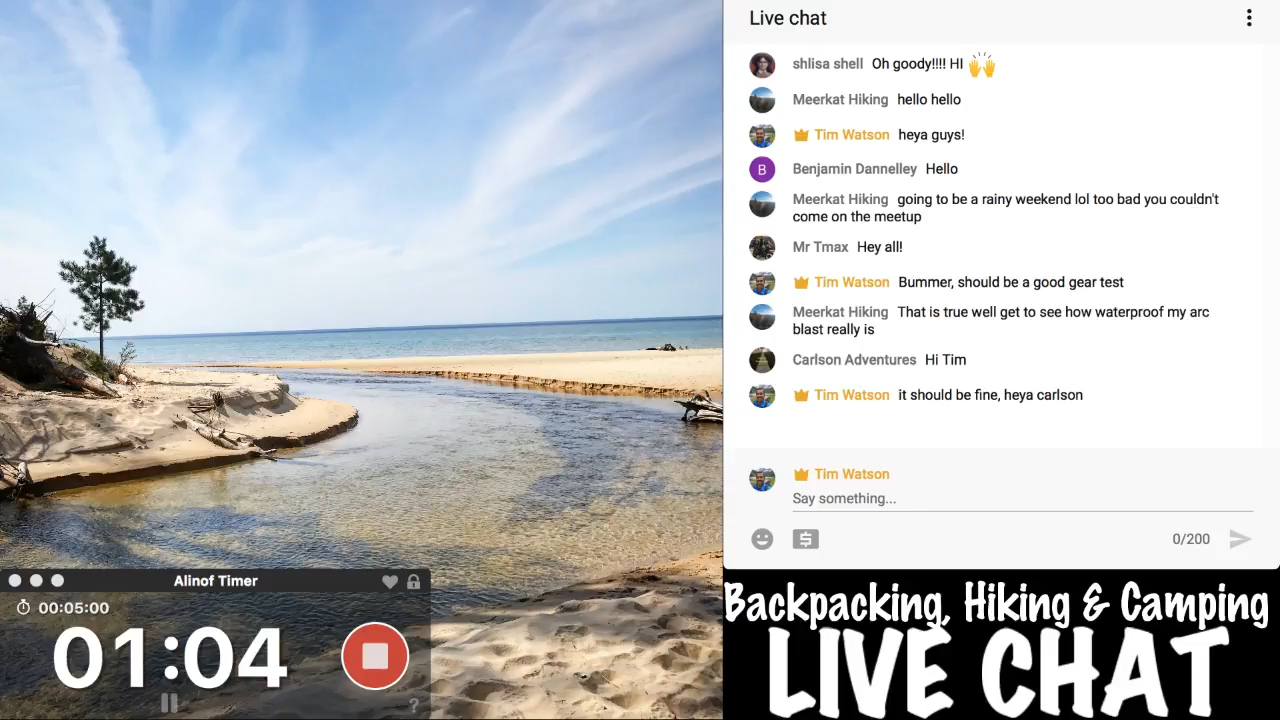 Live chat
shlisa shell Oh goody!!!! HI 🙌
Meerkat Hiking hello hello
Tim Watson heya guys!
B Benjamin Dannelley Hello
Meerkat Hiking going to be a rainy weekend lol too bad you couldn't
come on the meetup
Mr Tmax Hey all!
Tim Watson Bummer, should be a good gear test
Meerkat Hiking That is true well get to see how waterproof my arc
blast really is
Carlson Adventures Hi Tim
Tim Watson it should be fine, heya carlson
Tim Watson
Say something...
0/200
Alinof Timer
00:05:00
01:04
?
Backpacking, Hiking & Camping
LIVE CHAT